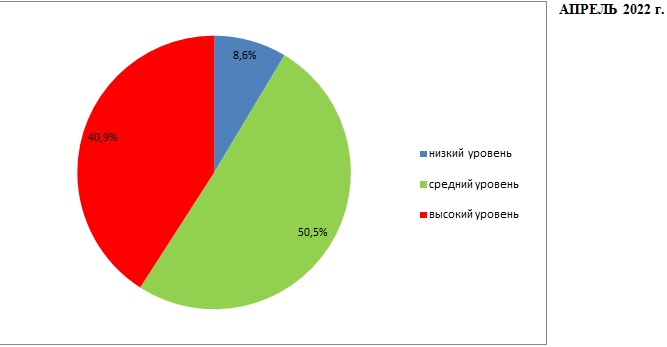 АПРЕЛЬ 2022 г.
8,6%
40,9%
50,5%
низкий уровень
средний уровень
высокий уровень